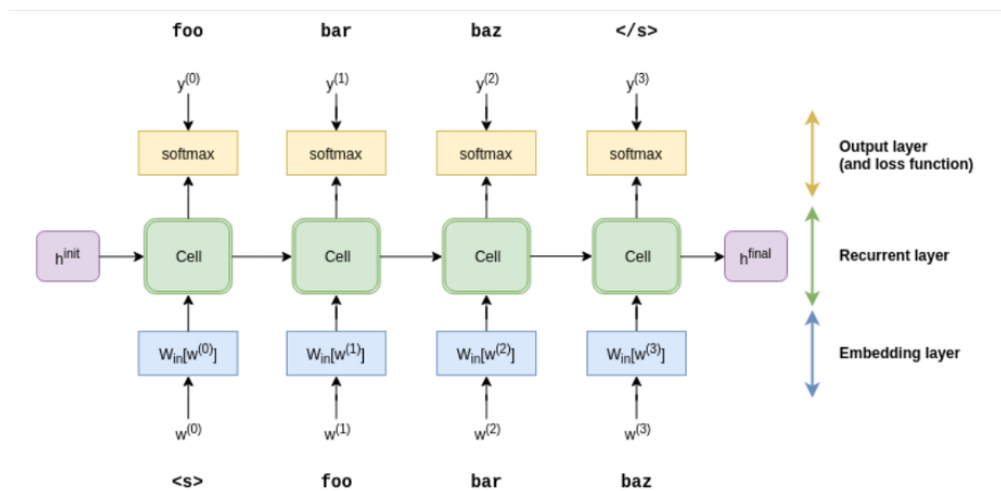 foo bar baz </s>
y(0) y(1) y(2) y(3)
softmax softmax softmax softmax
Output layer
(and loss function)
hinit Cell Cell Cell Cell hfinal
Recurrent layer
Win[w(0)] Win[w(1)] Win[w(2)] Win[w(3)]
Embedding layer
w(0) w(1) w(2) w(3)
<s> foo bar baz